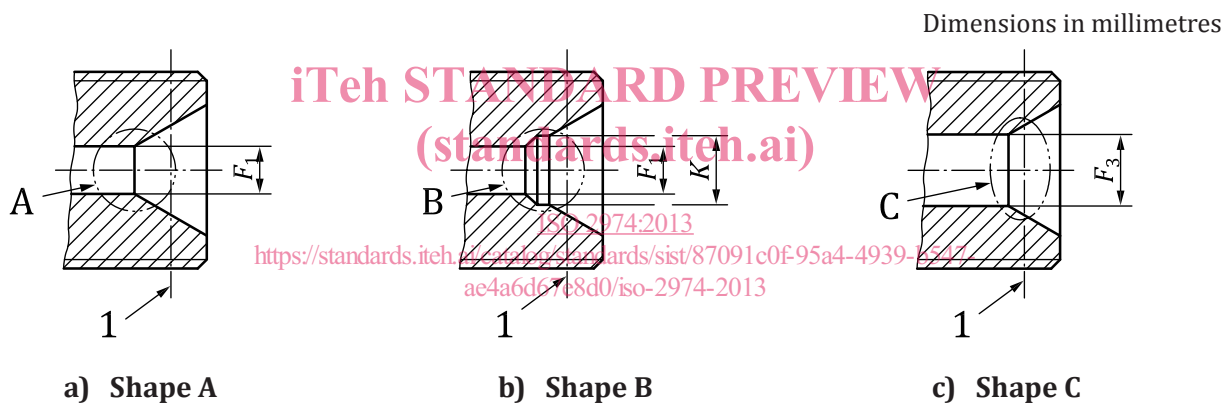 Dimensions in millimetres
iTeh STANDARD PREVIEW
(standards.iteh.ai)
A
F1
B
F1
K
C
F3
ISO 2974:2013
https://standards.iteh.ai/catalog/standards/sist/87091c0f-95a4-4939-b547-
ae4a6d67e8d0/iso-2974-2013
1
1
1
a) Shape A
b) Shape B
c) Shape C